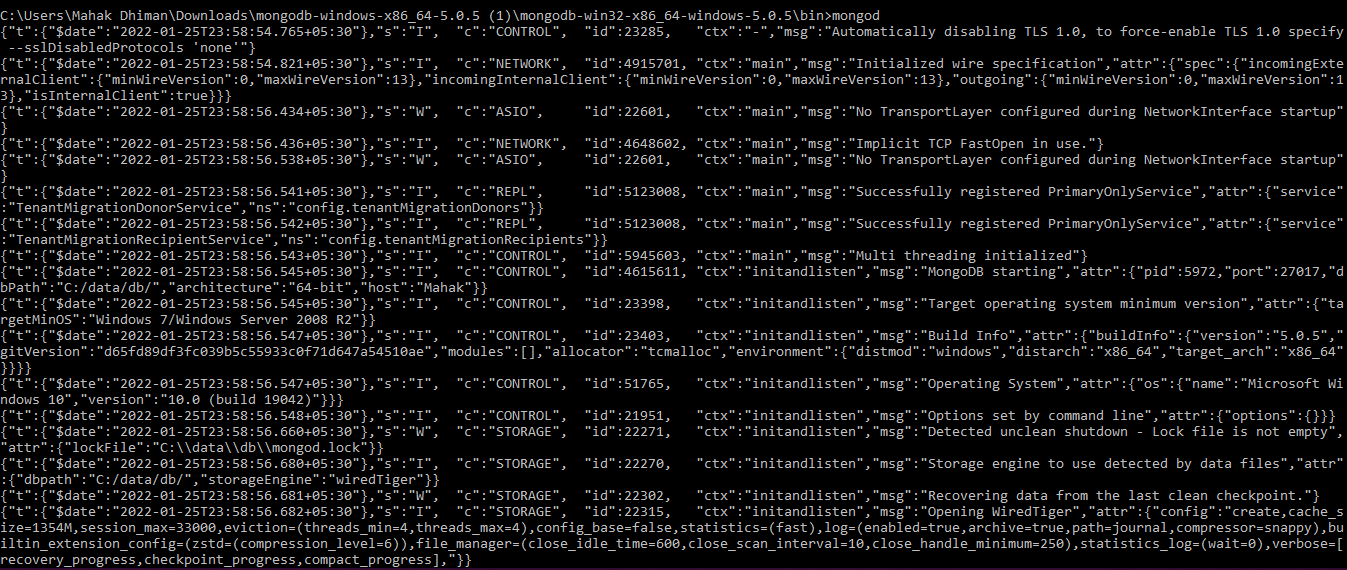 C:\Users\Mahak Dhiman\Downloads\mongodb-windows-x86_64-5.0.5 (1)\mongodb-win32-x86_64-windows-5.0.5\bin>mongod
{"t":{"$date":"2022-01-25T23:58:54.765+05:30"},"s":"I",  "c":"CONTROL",  "id":23285,   "ctx":"-","msg":"Automatically disabling TLS 1.0, to force-enable TLS 1.0 specify
 --sslDisabledProtocols 'none'"}
{"t":{"$date":"2022-01-25T23:58:54.821+05:30"},"s":"I",  "c":"NETWORK",  "id":4915701, "ctx":"main","msg":"Initialized wire specification","attr":{"spec":{"incomingExte
rnalClient":{"minWireVersion":0,"maxWireVersion":13},"incomingInternalClient":{"minWireVersion":0,"maxWireVersion":13},"outgoing":{"minWireVersion":0,"maxWireVersion":1
3},"isInternalClient":true}}}
{"t":{"$date":"2022-01-25T23:58:56.434+05:30"},"s":"W",  "c":"ASIO",     "id":22601,   "ctx":"main","msg":"No TransportLayer configured during NetworkInterface startup"
}
{"t":{"$date":"2022-01-25T23:58:56.436+05:30"},"s":"I",  "c":"NETWORK",  "id":4648602, "ctx":"main","msg":"Implicit TCP FastOpen in use."}
{"t":{"$date":"2022-01-25T23:58:56.538+05:30"},"s":"W",  "c":"ASIO",     "id":22601,   "ctx":"main","msg":"No TransportLayer configured during NetworkInterface startup"
}
{"t":{"$date":"2022-01-25T23:58:56.541+05:30"},"s":"I",  "c":"REPL",     "id":5123008, "ctx":"main","msg":"Successfully registered PrimaryOnlyService","attr":{"service"
:"TenantMigrationDonorService","ns":"config.tenantMigrationDonors"}}
{"t":{"$date":"2022-01-25T23:58:56.542+05:30"},"s":"I",  "c":"REPL",     "id":5123008, "ctx":"main","msg":"Successfully registered PrimaryOnlyService","attr":{"service"
:"TenantMigrationRecipientService","ns":"config.tenantMigrationRecipients"}}
{"t":{"$date":"2022-01-25T23:58:56.543+05:30"},"s":"I",  "c":"CONTROL",  "id":5945603, "ctx":"main","msg":"Multi threading initialized"}
{"t":{"$date":"2022-01-25T23:58:56.545+05:30"},"s":"I",  "c":"CONTROL",  "id":4615611, "ctx":"initandlisten","msg":"MongoDB starting","attr":{"pid":5972,"port":27017,"d
bPath":"C:/data/db/","architecture":"64-bit","host":"Mahak"}}
{"t":{"$date":"2022-01-25T23:58:56.545+05:30"},"s":"I",  "c":"CONTROL",  "id":23398,   "ctx":"initandlisten","msg":"Target operating system minimum version","attr":{"ta
rgetMinOS":"Windows 7/Windows Server 2008 R2"}}
{"t":{"$date":"2022-01-25T23:58:56.547+05:30"},"s":"I",  "c":"CONTROL",  "id":23403,   "ctx":"initandlisten","msg":"Build Info","attr":{"buildInfo":{"version":"5.0.5","
gitVersion":"d65fd89df3fc039b5c55933c0f71d647a54510ae","modules":[],"allocator":"tcmalloc","environment":{"distmod":"windows","distarch":"x86_64","target_arch":"x86_64"
}}}}
{"t":{"$date":"2022-01-25T23:58:56.547+05:30"},"s":"I",  "c":"CONTROL",  "id":51765,   "ctx":"initandlisten","msg":"Operating System","attr":{"os":{"name":"Microsoft Wi
ndows 10","version":"10.0 (build 19042)"}}}
{"t":{"$date":"2022-01-25T23:58:56.548+05:30"},"s":"I",  "c":"CONTROL",  "id":21951,   "ctx":"initandlisten","msg":"Options set by command line","attr":{"options":{}}}
{"t":{"$date":"2022-01-25T23:58:56.660+05:30"},"s":"W",  "c":"STORAGE",  "id":22271,   "ctx":"initandlisten","msg":"Detected unclean shutdown - Lock file is not empty",
"attr":{"lockFile":"C:\\data\\db\\mongod.lock"}}
{"t":{"$date":"2022-01-25T23:58:56.680+05:30"},"s":"I",  "c":"STORAGE",  "id":22270,   "ctx":"initandlisten","msg":"Storage engine to use detected by data files","attr"
:{"dbpath":"C:/data/db/","storageEngine":"wiredTiger"}}
{"t":{"$date":"2022-01-25T23:58:56.681+05:30"},"s":"W",  "c":"STORAGE",  "id":22302,   "ctx":"initandlisten","msg":"Recovering data from the last clean checkpoint."}
{"t":{"$date":"2022-01-25T23:58:56.682+05:30"},"s":"I",  "c":"STORAGE",  "id":22315,   "ctx":"initandlisten","msg":"Opening WiredTiger","attr":{"config":"create,cache_s
ize=1354M,session_max=33000,eviction=(threads_min=4,threads_max=4),config_base=false,statistics=(fast),log=(enabled=true,archive=true,path=journal,compressor=snappy),bu
iltin_extension_config=(zstd=(compression_level=6)),file_manager=(close_idle_time=600,close_scan_interval=10,close_handle_minimum=250),statistics_log=(wait=0),verbose=[
recovery_progress,checkpoint_progress,compact_progress],"}}